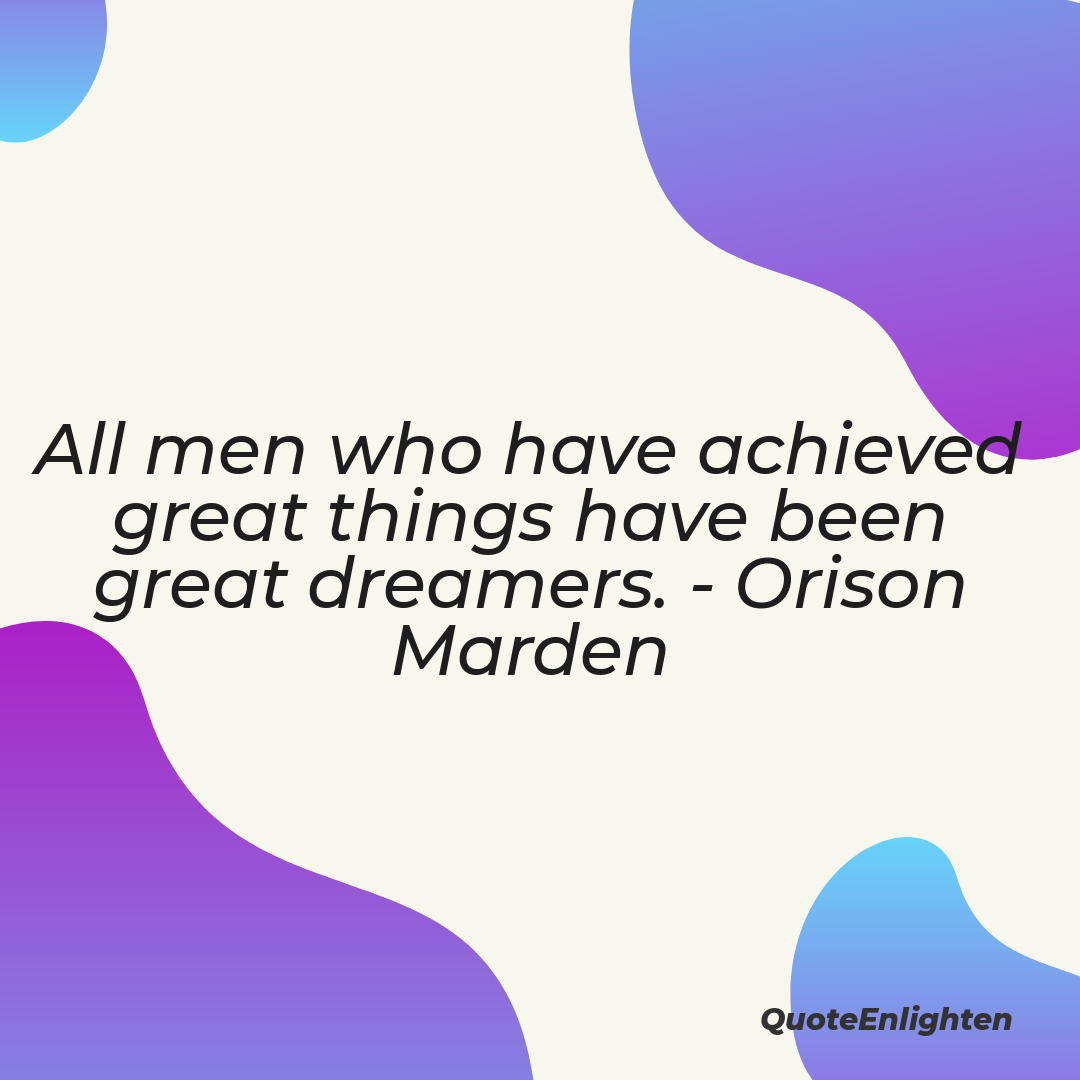 All men who have achieved
great things have been
great dreamers. - Orison
Marden
QuoteEnlighten